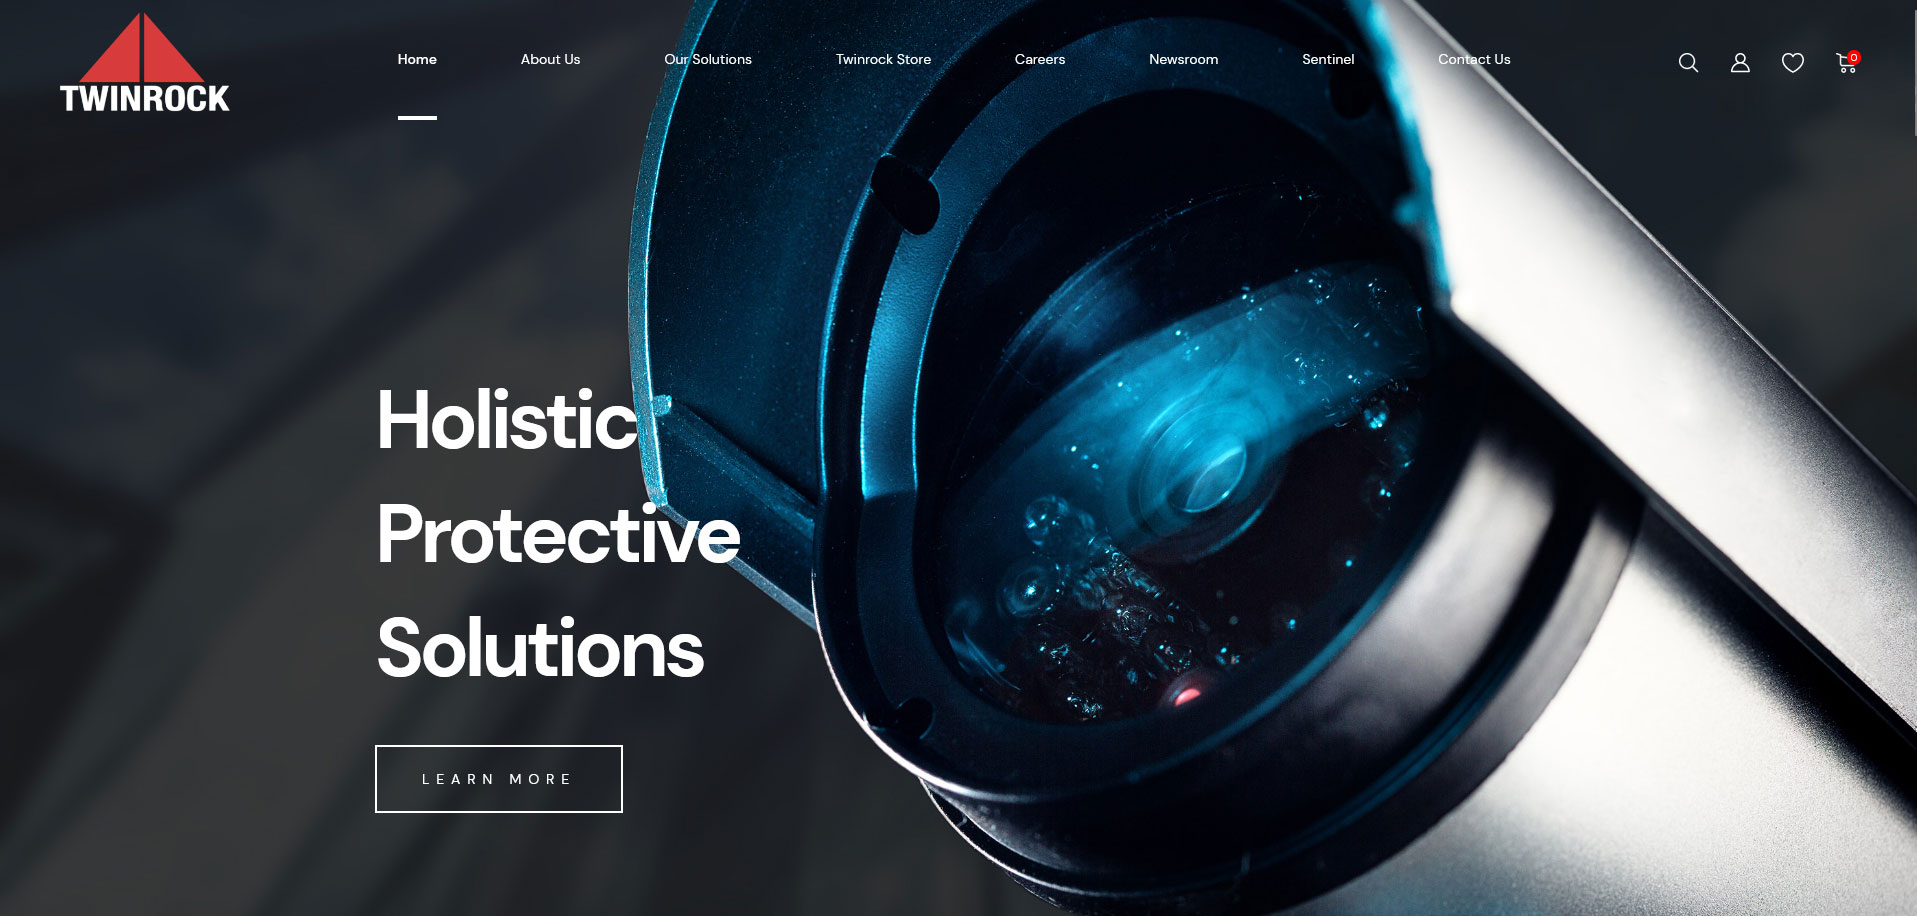 TWINROCK
Home
About Us
Our Solutions
Twinrock Store
Careers
Newsroom
Sentinel
Contact Us
0
Holistic
Protective
Solutions
LEARN MORE